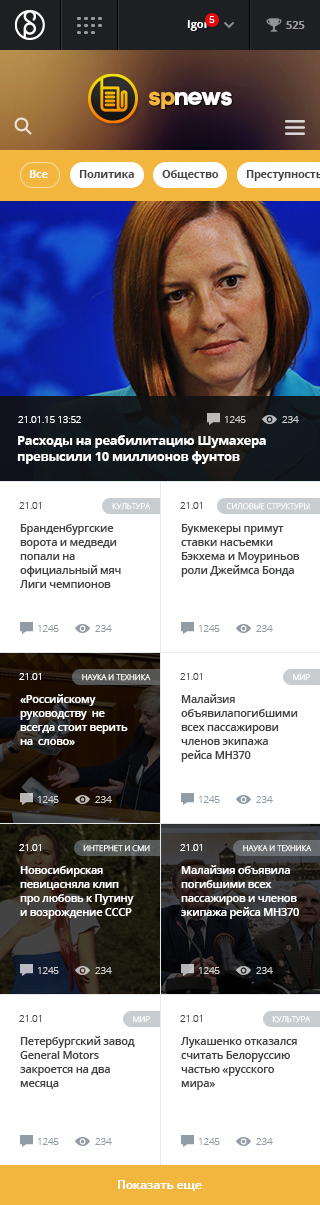 Igor 5
525
spnews
Все Политика Общество Преступность
21.01.15 13:52 1245 234
Расходы на реабилитацию Шумахера
превысили 10 миллионов фунтов
21.01 КУЛЬТУРА
Бранденбургские
ворота и медведи
попали на
официальный мяч
Лиги чемпионов
1245 234
21.01 СИЛОВЫЕ СТРУКТУРЫ
Букмекеры примут
ставки насъемки
Бэкхема и Моуриньов
роли Джеймса Бонда
1245 234
21.01 НАУКА И ТЕХНИКА
«Российскому
руководству не
всегда стоит верить
на слово»
1245 234
21.01 МИР
Малайзия
объявилапогибшими
всех пассажирови
членов экипажа
рейса MH370
1245 234
21.01 ИНТЕРНЕТ И СМИ
Новосибирская
певицасняла клип
про любовь к Путину
и возрождение СССР
1245 234
21.01 НАУКА И ТЕХНИКА
Малайзия объявила
погибшими всех
пассажиров и членов
экипажа рейса MH370
1245 234
21.01 МИР
Петербургский завод
General Motors
закроется на два
месяца
1245 234
21.01 КУЛЬТУРА
Лукашенко отказался
считать Белоруссию
частью «русского
мира»
1245 234
Показать еще